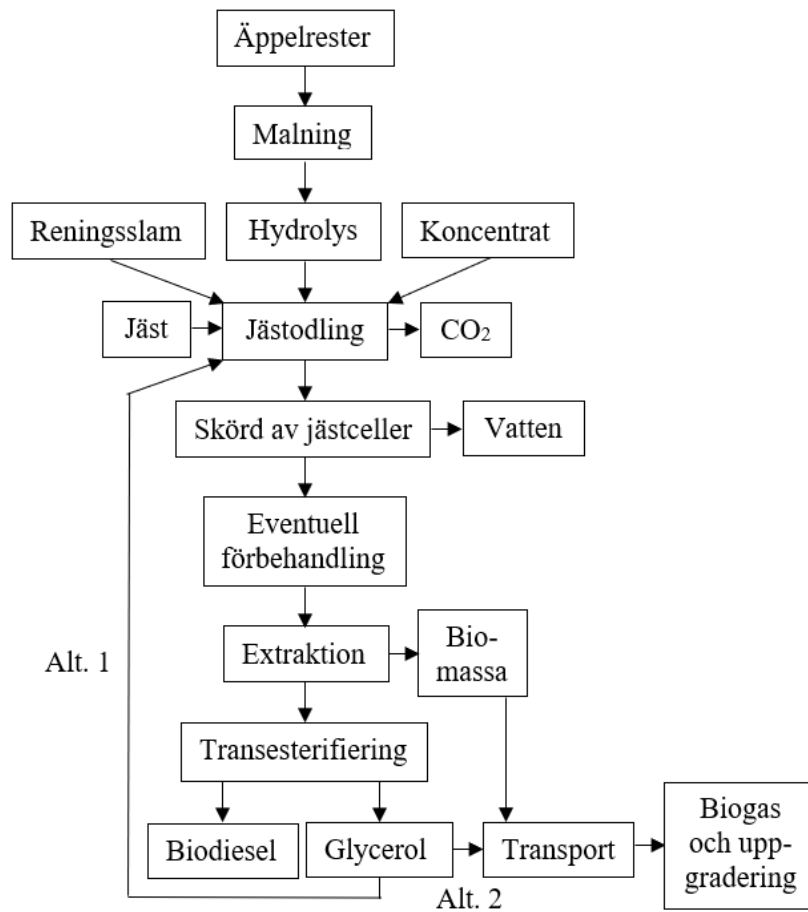 Äppelrester
Malning
Reningsslam
Hydrolys
Koncentrat
Jäst
Jästodling
CO₂
Skörd av jästceller
Vatten
Eventuell
förbehandling
Alt. 1
Extraktion
Bio-
massa
Transesterifiering
Biodiesel
Glycerol
Transport
Biogas
och upp-
gradering
Alt. 2